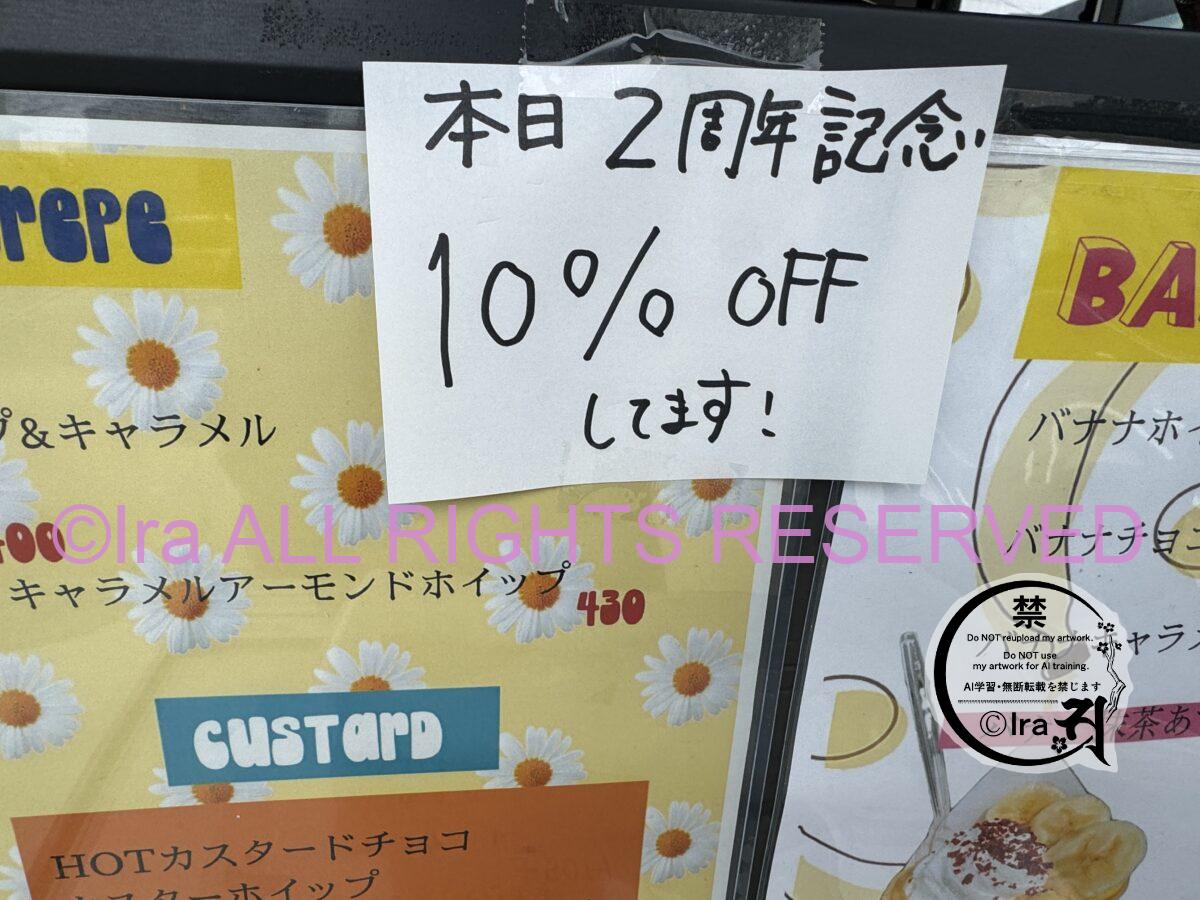 本日 2周年記念
10% OFF
してます!
repe
プ&キャラメル
400
キャラメルアーモンドホイップ
430
CUSTARD
HOTカスタードチョコ
BA
バナナホイ
バナナチョコ
キャラメ
抹茶あ
©Ira ALL RIGHTS RESERVED
禁
Do NOT reupload my artwork.
Do NOT use
my artwork for AI training.
AI学習・無断転載を禁じます
©Ira